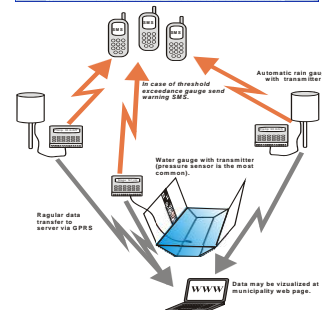 SMS
SMS
SMS
In case of threshold
exceedance gauge send
warning SMS.
Automatic rain gau
with transmitter
Water gauge with transmitter
(pressure sensor is the most
common).
Ragular data
transfer to
server via GPRS
WWW
Data may be vizualized at
municipality web page.